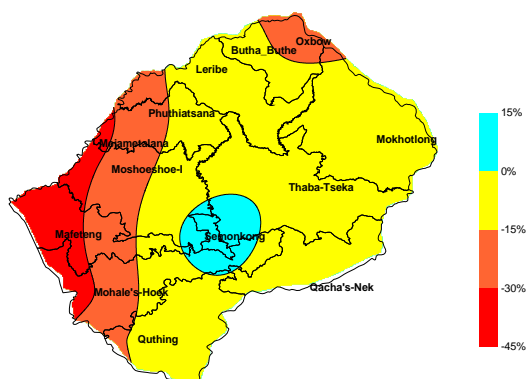 Oxbow
Butha_Buthe
Leribe
Phuthiatsana
Mejametalana
Mokhotlong
Moshoeshoe-I
Thaba-Tseka
Mafeteng
Semonkong
Qacha's-Nek
Mohale's-Hoek
Quthing
15%
0%
-15%
-30%
-45%